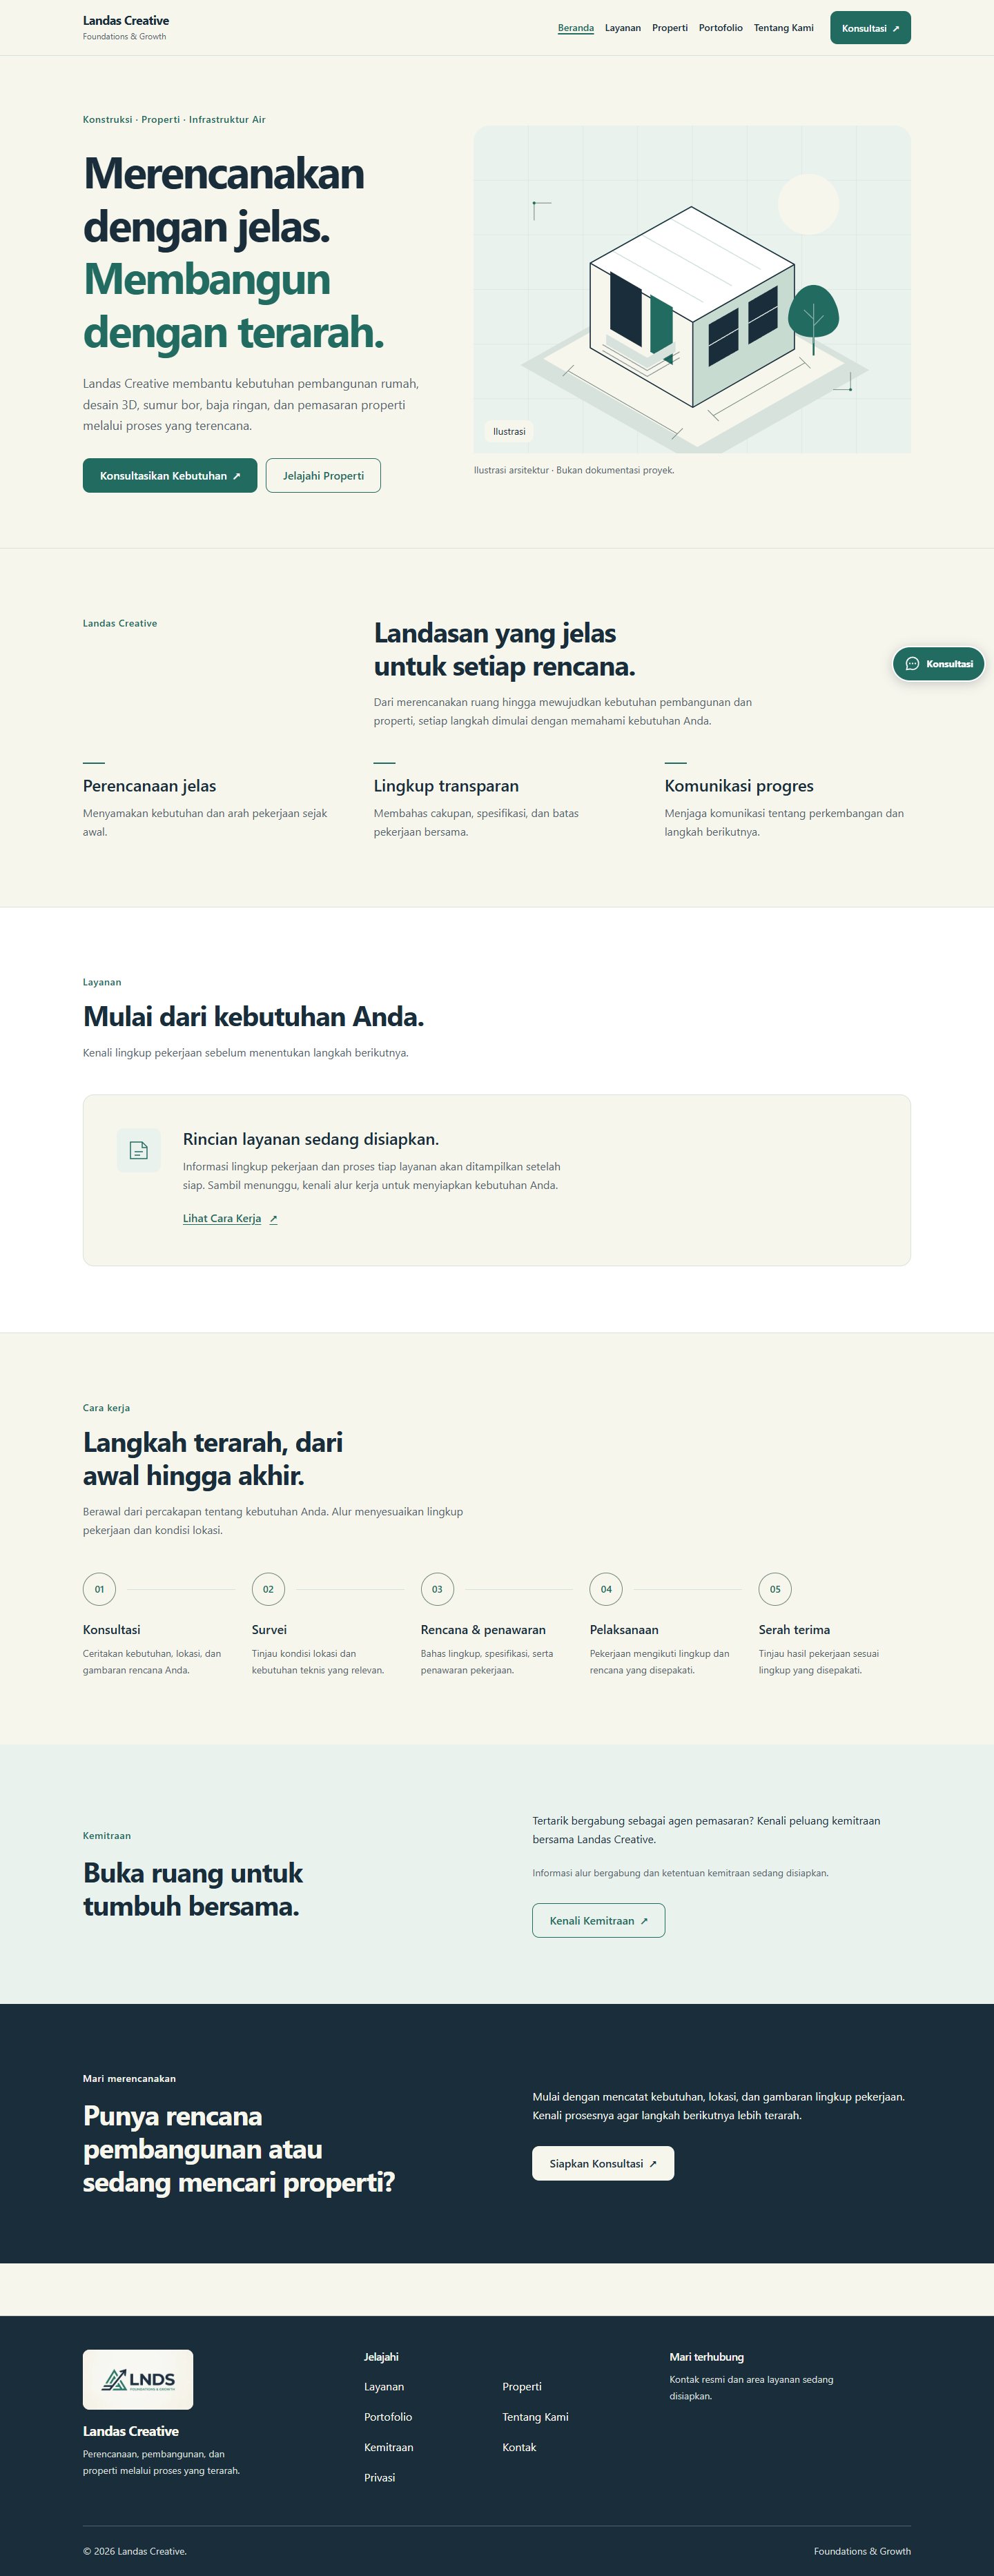 Landas Creative
Foundations & Growth
Beranda Layanan Properti Portofolio Tentang Kami Konsultasi ↗
Konstruksi · Properti · Infrastruktur Air
Merencanakan
dengan jelas.
Membangun
dengan terarah.
Landas Creative membantu kebutuhan pembangunan rumah,
desain 3D, sumur bor, baja ringan, dan pemasaran properti
melalui proses yang terencana.
Konsultasikan Kebutuhan ↗ Jelajahi Properti
Ilustrasi
Ilustrasi arsitektur · Bukan dokumentasi proyek.
Landas Creative
Landasan yang jelas
untuk setiap rencana.
Dari merencanakan ruang hingga mewujudkan kebutuhan pembangunan dan
properti, setiap langkah dimulai dengan memahami kebutuhan Anda.
Konsultasi
Perencanaan jelas
Menyamakan kebutuhan dan arah pekerjaan sejak
awal.
Lingkup transparan
Membahas cakupan, spesifikasi, dan batas
pekerjaan bersama.
Komunikasi progres
Menjaga komunikasi tentang perkembangan dan
langkah berikutnya.
Layanan
Mulai dari kebutuhan Anda.
Kenali lingkup pekerjaan sebelum menentukan langkah berikutnya.
Rincian layanan sedang disiapkan.
Informasi lingkup pekerjaan dan proses tiap layanan akan ditampilkan setelah
siap. Sambil menunggu, kenali alur kerja untuk menyiapkan kebutuhan Anda.
Lihat Cara Kerja ↗
Cara kerja
Langkah terarah, dari
awal hingga akhir.
Berawal dari percakapan tentang kebutuhan Anda. Alur menyesuaikan lingkup
pekerjaan dan kondisi lokasi.
01
Konsultasi
Ceritakan kebutuhan, lokasi, dan
gambaran rencana Anda.
02
Survei
Tinjau kondisi lokasi dan
kebutuhan teknis yang relevan.
03
Rencana & penawaran
Bahas lingkup, spesifikasi, serta
penawaran pekerjaan.
04
Pelaksanaan
Pekerjaan mengikuti lingkup dan
rencana yang disepakati.
05
Serah terima
Tinjau hasil pekerjaan sesuai
lingkup yang disepakati.
Kemitraan
Buka ruang untuk
tumbuh bersama.
Tertarik bergabung sebagai agen pemasaran? Kenali peluang kemitraan
bersama Landas Creative.
Informasi alur bergabung dan ketentuan kemitraan sedang disiapkan.
Kenali Kemitraan ↗
Mari merencanakan
Punya rencana
pembangunan atau
sedang mencari properti?
Mulai dengan mencatat kebutuhan, lokasi, dan gambaran lingkup pekerjaan.
Kenali prosesnya agar langkah berikutnya lebih terarah.
Siapkan Konsultasi ↗
LNDS
FOUNDATIONS & GROWTH
Landas Creative
Perencanaan, pembangunan, dan
properti melalui proses yang terarah.
Jelajahi
Layanan Properti
Portofolio Tentang Kami
Kemitraan Kontak
Privasi
Mari terhubung
Kontak resmi dan area layanan sedang
disiapkan.
© 2026 Landas Creative.
Foundations & Growth